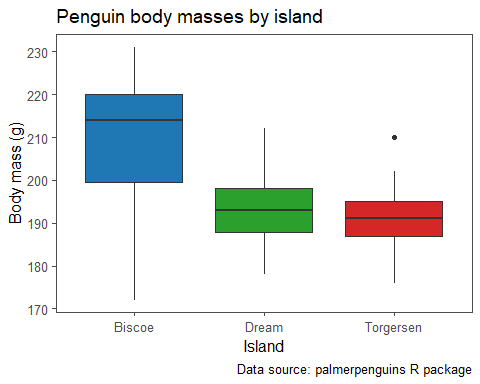 Penguin body masses by island
Body mass (g)
230
220
210
200
190
180
170
Biscoe Dream Torgersen
Island
Data source: palmerpenguins R package